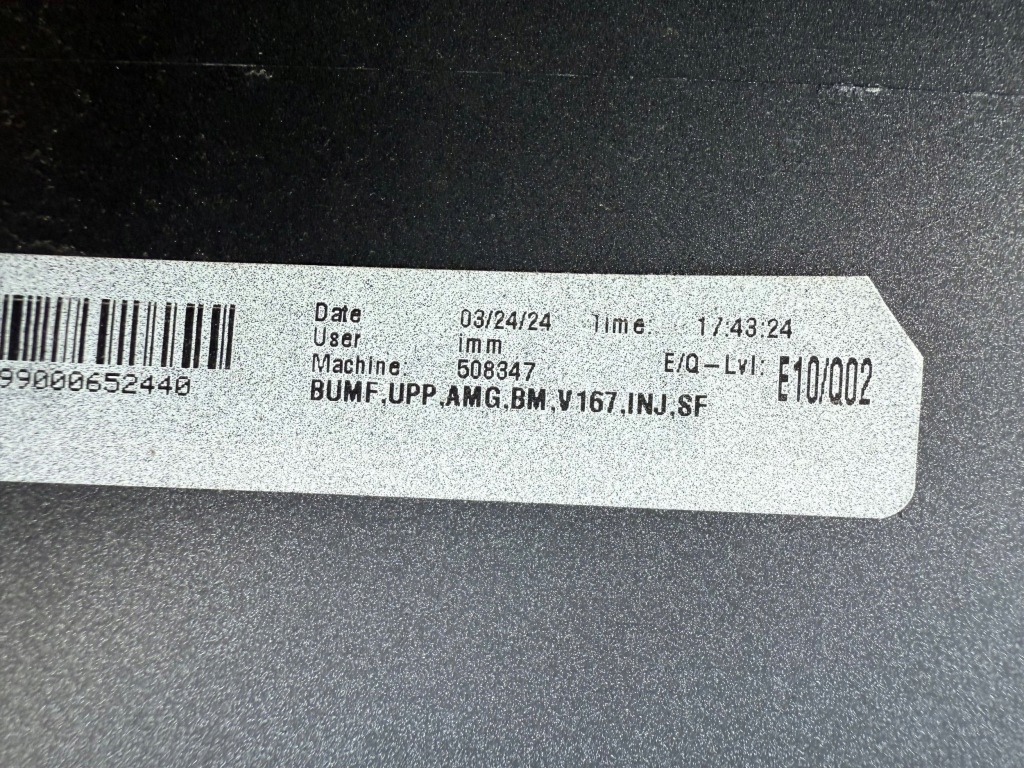 99000652440
Date 03/24/24 Time: 17:43:24
User imm
Machine: 508347 E/Q-Lvl: E10/Q02
BUMF,UPP,AMG,BM,V167,INJ,SF